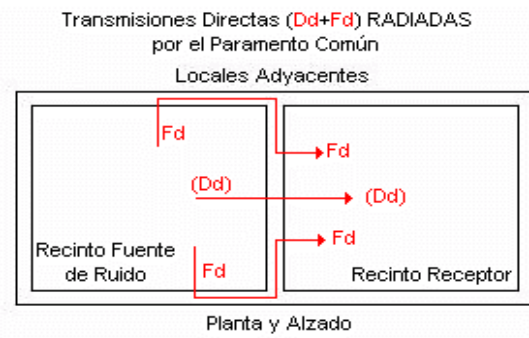 Transmisiones Directas (Dd+Fd) RADIADAS
por el Paramento Común
Locales Adyacentes
Fd
Fd
(Dd)
(Dd)
Fd
Recinto Fuente
de Ruido
Fd
Recinto Receptor
Planta y Alzado